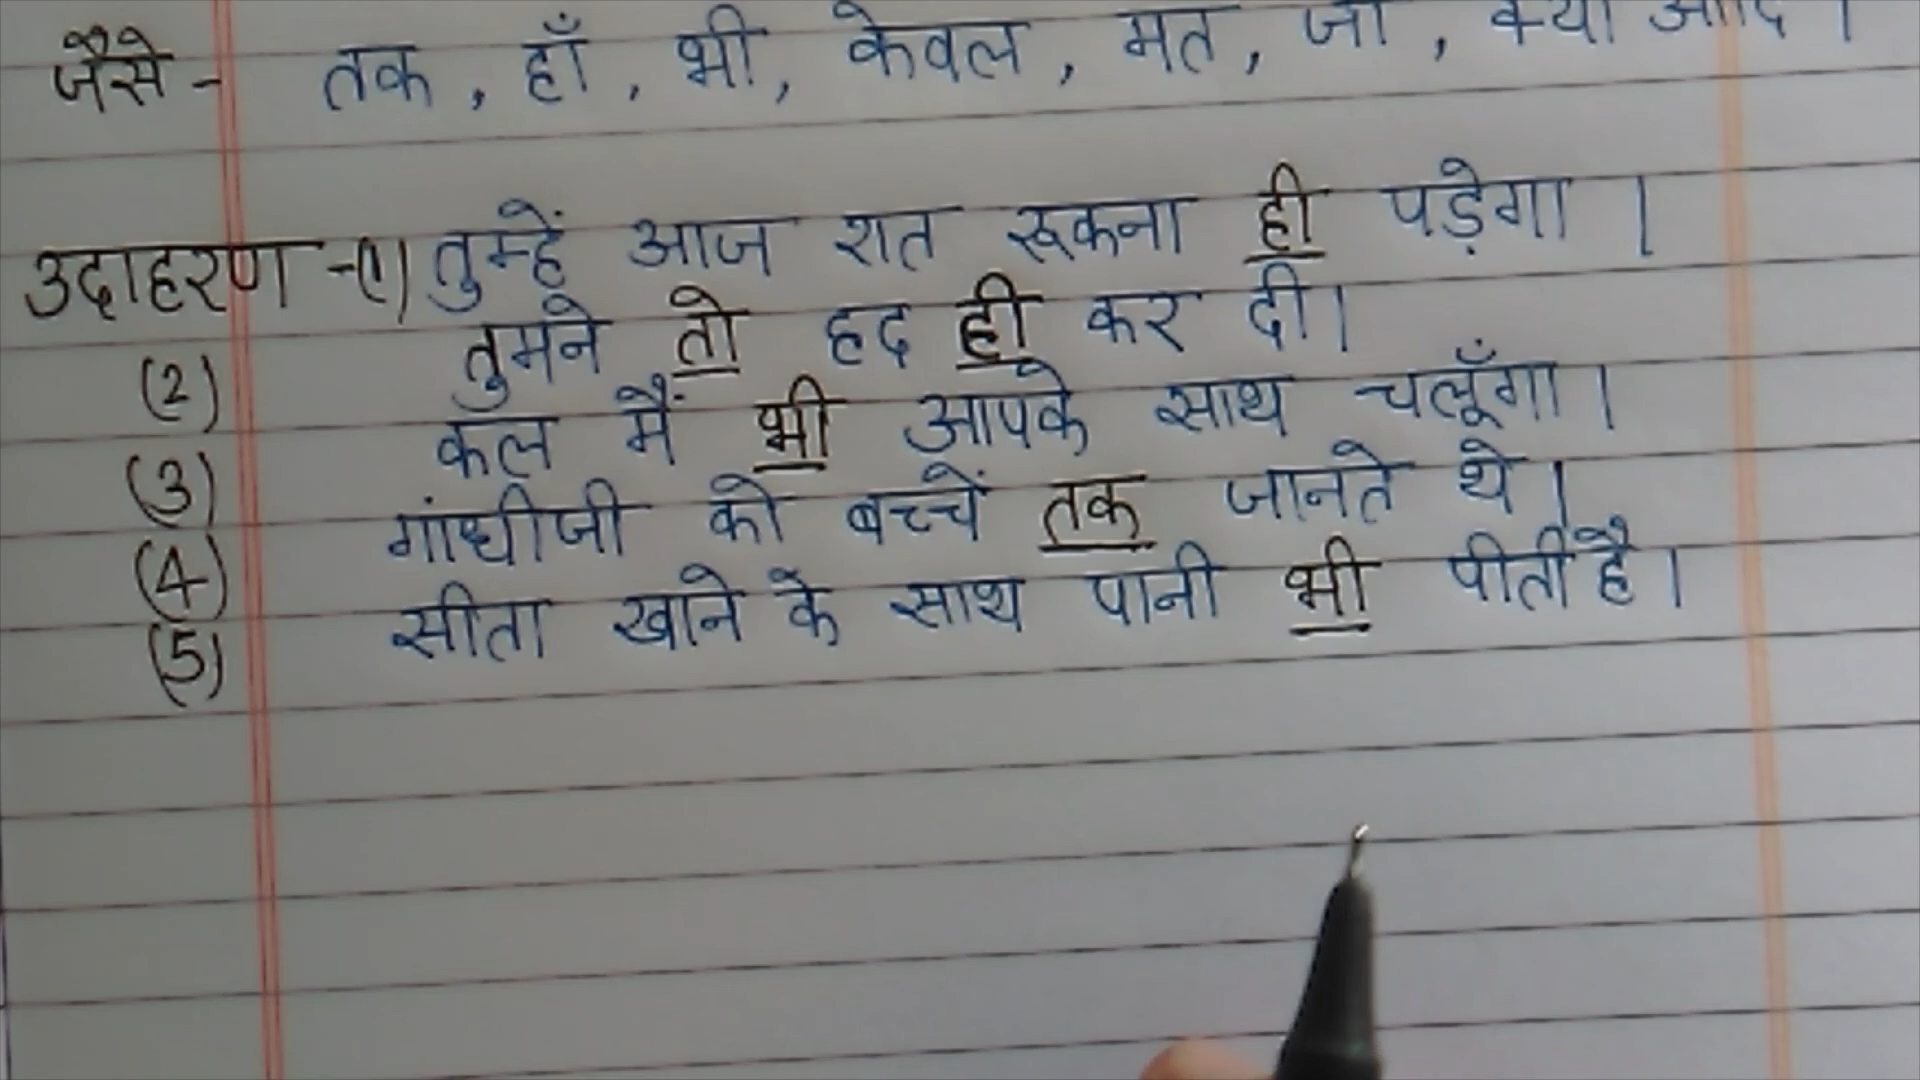 जैसे - तक , हाँ , भी , केवल , मत , जी , क्या आदि ।
उदाहरण -(1) तुम्हें आज रात रूकना ही पड़ेगा ।
(2) तुमने तो हद ही कर दी।
(3) कल मैं भी आपके साथ चलूँगा ।
(4) गांधीजी को बच्चें तक जानते थे ।
(5) सीता खाने के साथ पानी भी पीती है ।